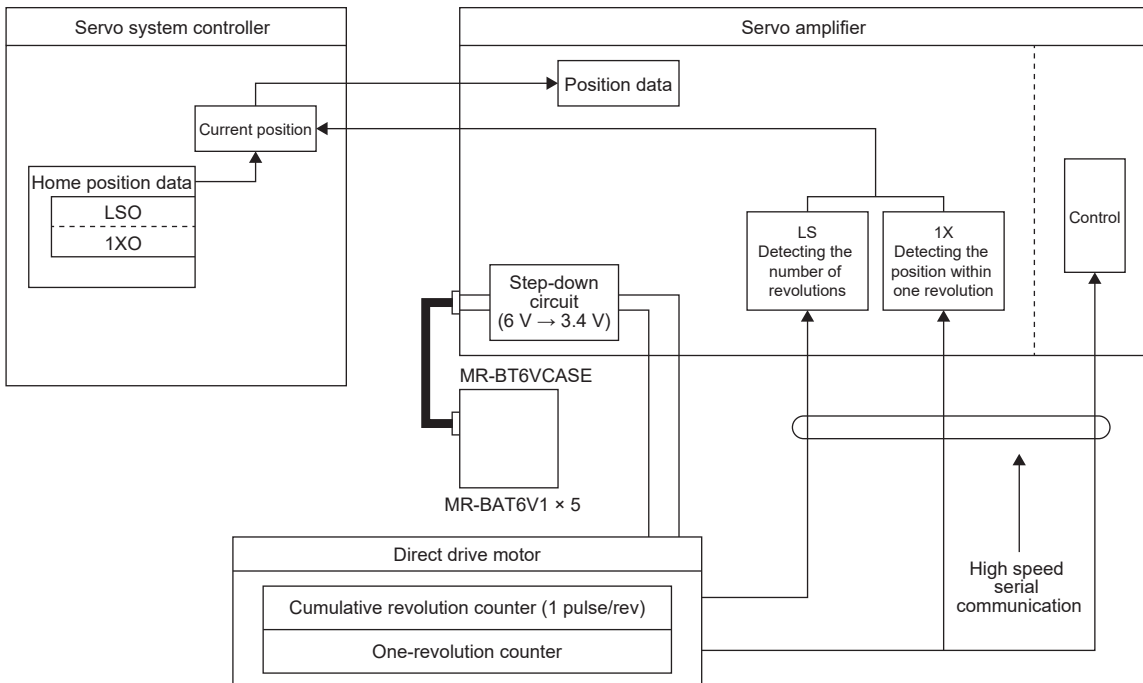 Servo system controller
Servo amplifier
Position data
Current position
Home position data
LSO
1XO
LS
Detecting the
number of
revolutions
1X
Detecting the
position within
one revolution
Control
Step-down
circuit
(6 V → 3.4 V)
MR-BT6VCASE
MR-BAT6V1 × 5
Direct drive motor
Cumulative revolution counter (1 pulse/rev)
One-revolution counter
High speed
serial
communication